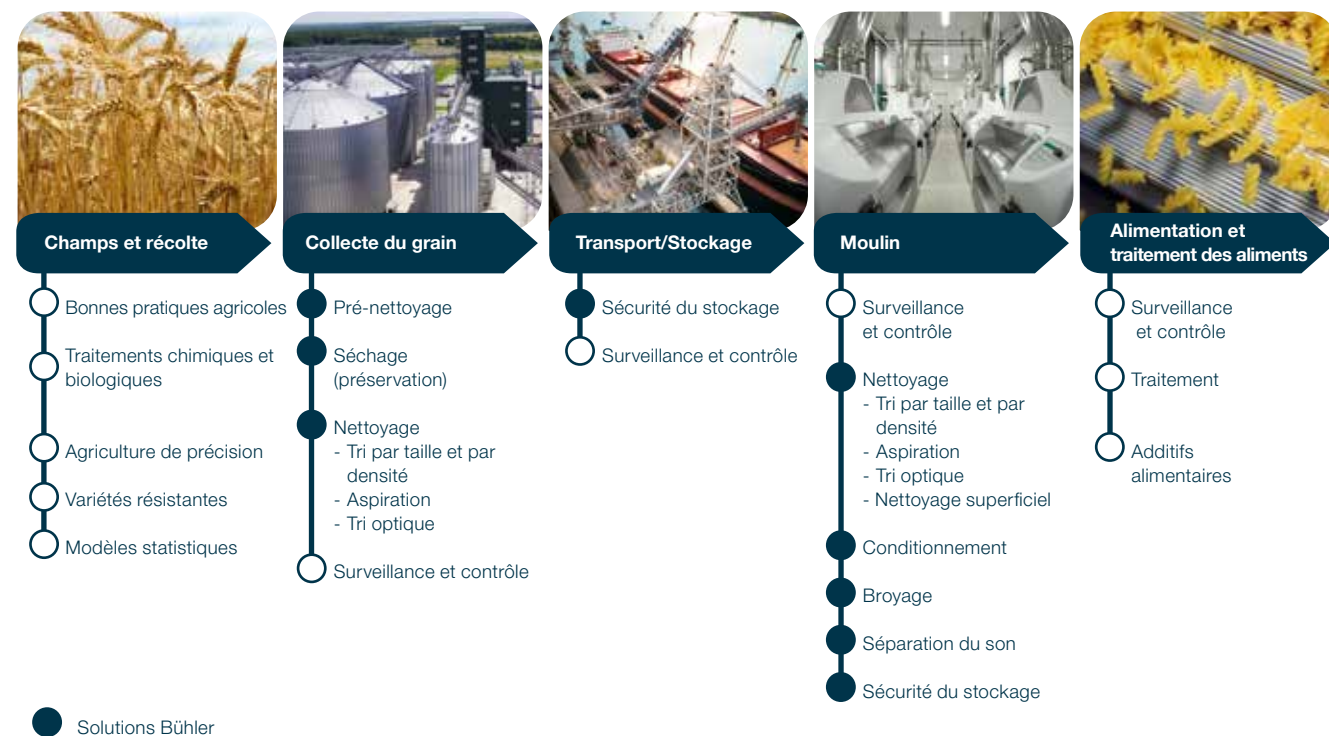 Champs et récolte
Bonnes pratiques agricoles
Traitements chimiques et
biologiques
Agriculture de précision
Variétés résistantes
Modèles statistiques
Collecte du grain
Pré-nettoyage
Séchage
(préservation)
Nettoyage
- Tri par taille et par
densité
- Aspiration
- Tri optique
Surveillance et contrôle
Transport/Stockage
Sécurité du stockage
Surveillance et contrôle
Moulin
Surveillance
et contrôle
Nettoyage
- Tri par taille et par
densité
- Aspiration
- Tri optique
- Nettoyage superficiel
Conditionnement
Broyage
Séparation du son
Sécurité du stockage
Alimentation et
traitement des aliments
Surveillance
et contrôle
Traitement
Additifs
alimentaires
Solutions Bühler